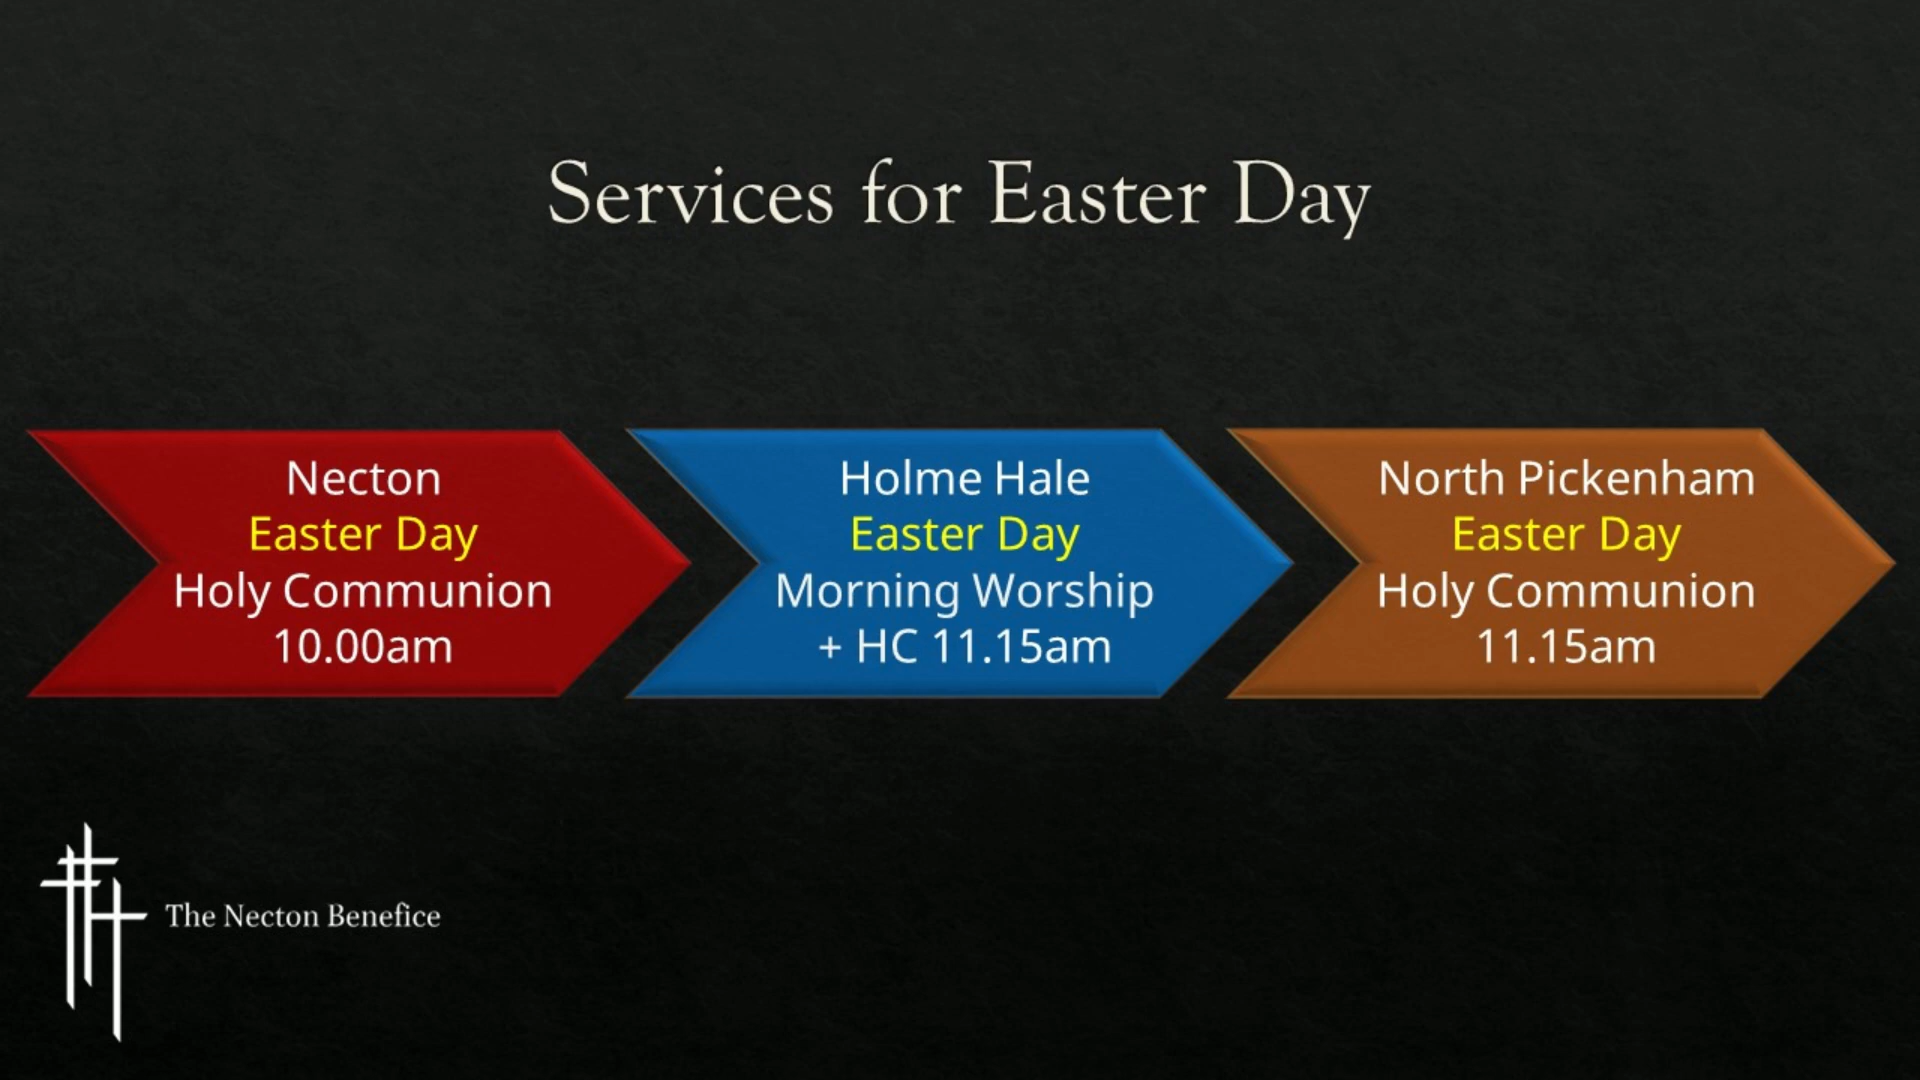 Services for Easter Day
Necton
Easter Day
Holy Communion
10.00am
Holme Hale
Easter Day
Morning Worship
+ HC 11.15am
North Pickenham
Easter Day
Holy Communion
11.15am
The Necton Benefice